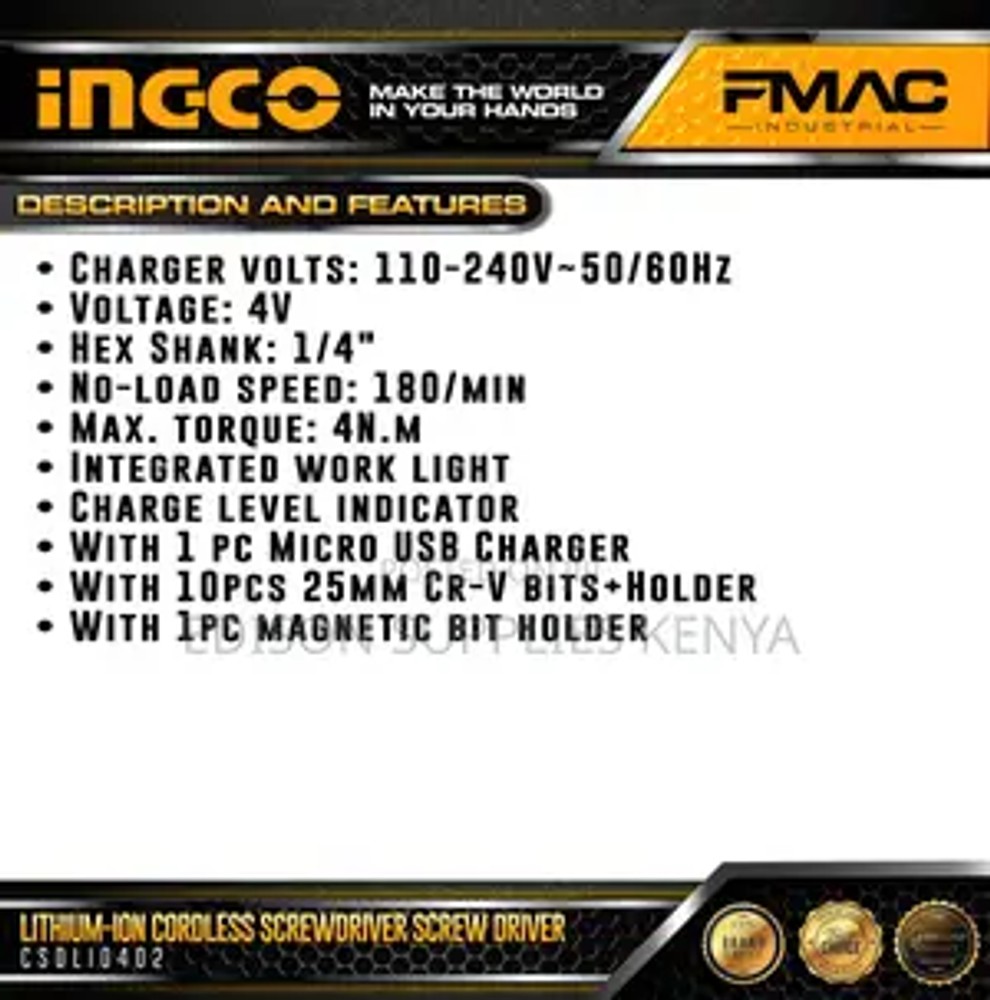 INGCO
MAKE THE WORLD
IN YOUR HANDS
FMAC
INDUSTRIAL
DESCRIPTION AND FEATURES
• CHARGER VOLTS: 110-240V~50/60HZ
• VOLTAGE: 4V
• HEX SHANK: 1/4"
• NO-LOAD SPEED: 180/MIN
• MAX. TORQUE: 4N.M
• INTEGRATED WORK LIGHT
• CHARGE LEVEL INDICATOR
• WITH 1 PC MICRO USB CHARGER
• WITH 10PCS 25MM CR-V BITS+HOLDER
• WITH 1PC MAGNETIC BIT HOLDER
EDISON SUPPLIES KENYA
LITHIUM-ION CORDLESS SCREWDRIVER SCREW DRIVER
CSDLI0402